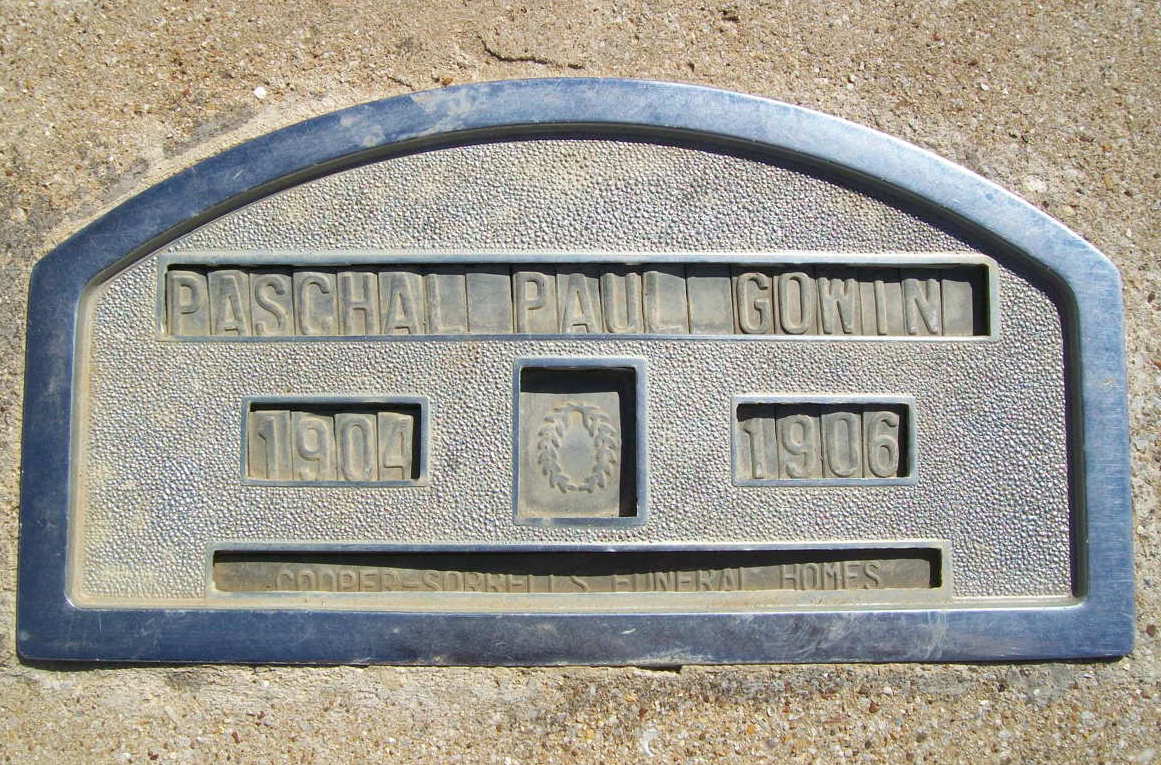 PASCHAL PAUL GOWIN
1904 1906
COOPER-SORRELLS FUNERAL HOMES